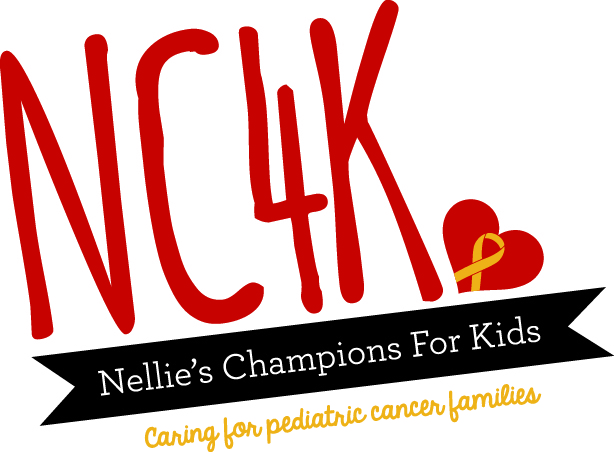 NC4K
Nellie's Champions For Kids
Caring for pediatric cancer families